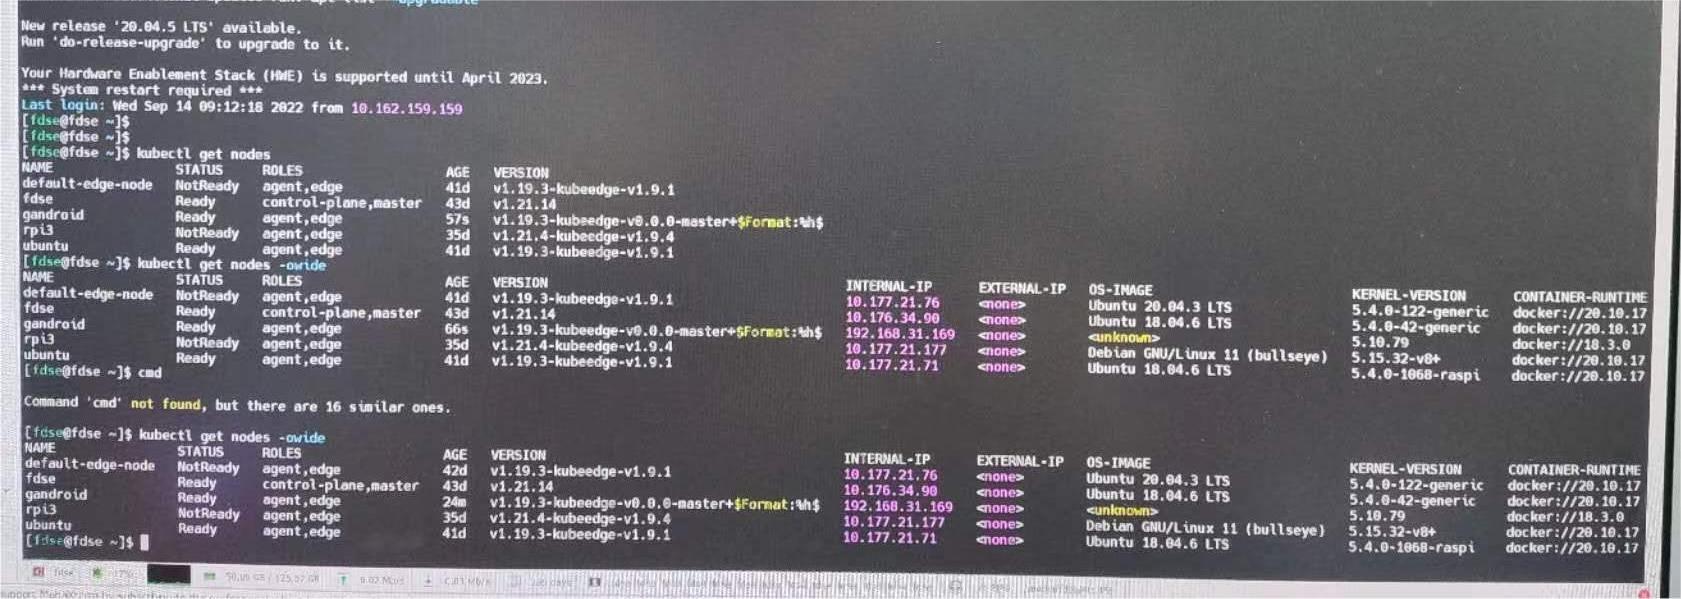 New release '20.04.5 LTS' available.
Run 'do-release-upgrade' to upgrade to it.
Your Hardware Enablement Stack (HWE) is supported until April 2023.
*** System restart required ***
Last login: Wed Sep 14 09:12:18 2022 from 10.162.159.159
[fdse@fdse ~]$
[fdse@fdse ~]$
[fdse@fdse ~]$ kubectl get nodes
NAME STATUS ROLES AGE VERSION
default-edge-node NotReady agent,edge 41d v1.19.3-kubeedge-v1.9.1
fdse Ready control-plane,master 43d v1.21.14
gandroid Ready agent,edge 57s v1.19.3-kubeedge-v0.0.0-master+$Format:%h$
rpi3 NotReady agent,edge 35d v1.21.4-kubeedge-v1.9.4
ubuntu Ready agent,edge 41d v1.19.3-kubeedge-v1.9.1
[fdse@fdse ~]$ kubectl get nodes -owide
NAME STATUS ROLES AGE VERSION INTERNAL-IP EXTERNAL-IP OS-IMAGE KERNEL-VERSION CONTAINER-RUNTIME
default-edge-node NotReady agent,edge 41d v1.19.3-kubeedge-v1.9.1 10.177.21.76 <none> Ubuntu 20.04.3 LTS 5.4.0-122-generic docker://20.10.17
fdse Ready control-plane,master 43d v1.21.14 10.176.34.90 <none> Ubuntu 18.04.6 LTS 5.4.0-42-generic docker://20.10.17
gandroid Ready agent,edge 66s v1.19.3-kubeedge-v0.0.0-master+$Format:%h$ 192.168.31.169 <none> <unknown> 5.10.79 docker://18.3.0
rpi3 NotReady agent,edge 35d v1.21.4-kubeedge-v1.9.4 10.177.21.177 <none> Debian GNU/Linux 11 (bullseye) 5.15.32-v8+ docker://20.10.17
ubuntu Ready agent,edge 41d v1.19.3-kubeedge-v1.9.1 10.177.21.71 <none> Ubuntu 18.04.6 LTS 5.4.0-1068-raspi docker://20.10.17
[fdse@fdse ~]$ cmd
Command 'cmd' not found, but there are 16 similar ones.
[fdse@fdse ~]$ kubectl get nodes -owide
NAME STATUS ROLES AGE VERSION INTERNAL-IP EXTERNAL-IP OS-IMAGE KERNEL-VERSION CONTAINER-RUNTIME
default-edge-node NotReady agent,edge 42d v1.19.3-kubeedge-v1.9.1 10.177.21.76 <none> Ubuntu 20.04.3 LTS 5.4.0-122-generic docker://20.10.17
fdse Ready control-plane,master 43d v1.21.14 10.176.34.90 <none> Ubuntu 18.04.6 LTS 5.4.0-42-generic docker://20.10.17
gandroid Ready agent,edge 24m v1.19.3-kubeedge-v0.0.0-master+$Format:%h$ 192.168.31.169 <none> <unknown> 5.10.79 docker://18.3.0
rpi3 NotReady agent,edge 35d v1.21.4-kubeedge-v1.9.4 10.177.21.177 <none> Debian GNU/Linux 11 (bullseye) 5.15.32-v8+ docker://20.10.17
ubuntu Ready agent,edge 41d v1.19.3-kubeedge-v1.9.1 10.177.21.71 <none> Ubuntu 18.04.6 LTS 5.4.0-1068-raspi docker://20.10.17
[fdse@fdse ~]$
fdse